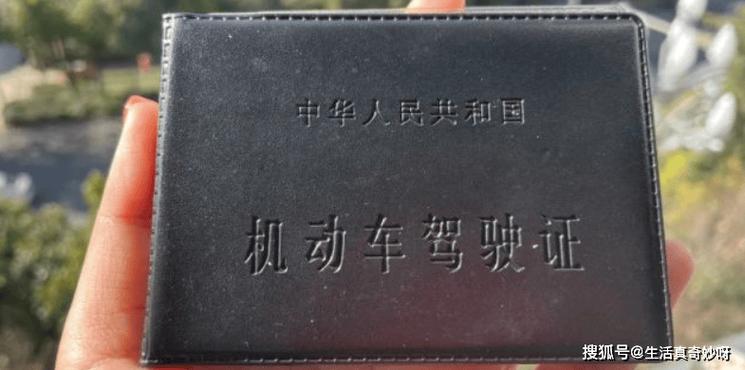 中华人民共和国
机动车驾驶证
搜狐号@生活真奇妙呀